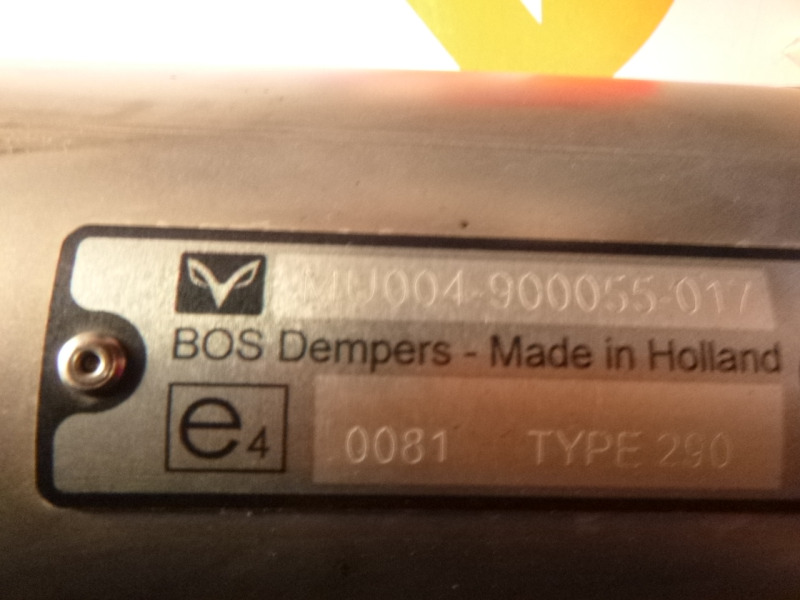 MU004-900055-017
BOS Dempers - Made in Holland
e4
0081 TYPE 290